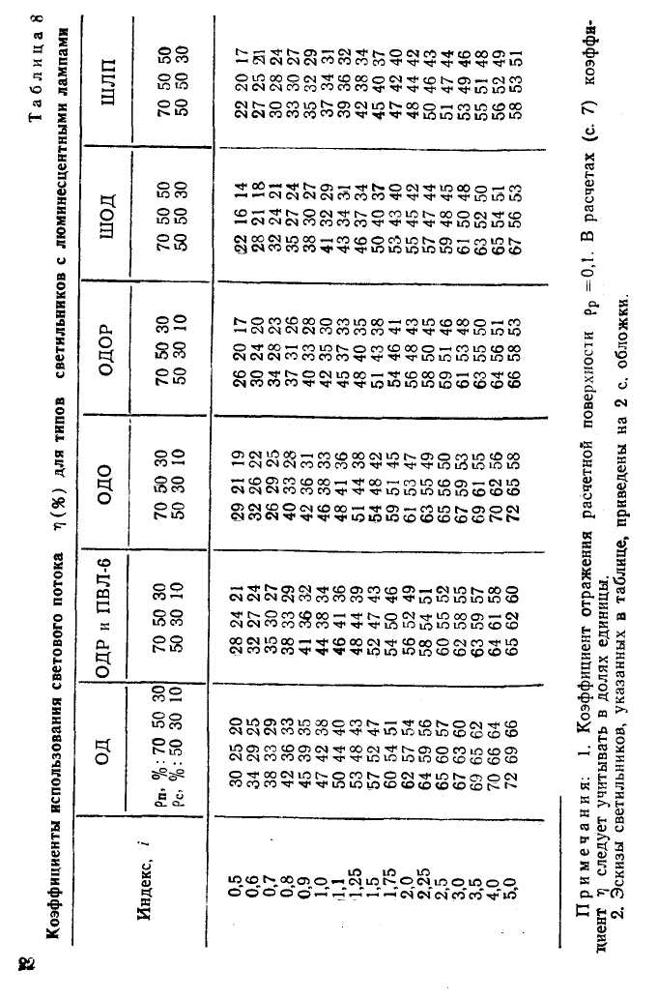 Таблица 8
Коэффициенты использования светового потока η(%) для типов светильников с люминесцентными лампами
Индекс, i ОД ОДР и ПВЛ-6 ОДО ОДОР ШОД ШЛП
ρп, %: 70 50 30 70 50 30 70 50 30 70 50 30 70 50 50 70 50 50
ρс, %: 50 30 10 50 30 10 50 30 10 50 30 10 50 50 30 50 50 30
0,5 30 25 20 28 24 21 29 21 19 26 20 17 22 16 14 22 20 17
0,6 34 29 25 32 27 24 32 26 22 30 24 20 28 21 18 27 25 21
0,7 38 33 29 35 30 27 26 29 25 34 28 23 32 24 21 30 28 24
0,8 42 36 33 38 33 29 40 33 28 37 31 26 35 27 24 33 30 27
0,9 45 39 35 41 36 32 42 36 31 40 33 28 38 30 27 35 32 29
1,0 47 42 38 44 38 34 46 38 33 42 35 30 41 32 29 37 34 31
1,1 50 44 40 46 41 36 48 41 36 45 37 33 43 34 31 39 36 32
1,25 53 48 43 48 44 39 51 44 38 48 40 35 46 37 34 42 38 34
1,5 57 52 47 52 47 43 54 48 42 51 43 38 50 40 37 45 40 37
1,75 60 54 51 54 50 46 59 51 45 54 46 41 53 43 40 47 42 40
2,0 62 57 54 56 52 49 61 53 47 56 48 43 55 45 42 48 44 42
2,25 64 59 56 58 54 51 63 55 49 58 50 45 57 47 44 50 46 43
2,5 65 60 57 60 55 52 65 56 50 59 51 46 59 48 45 51 47 44
3,0 67 63 60 62 58 55 67 59 53 61 53 48 61 50 48 53 49 46
3,5 69 65 62 63 59 57 69 61 55 63 55 50 63 52 50 55 51 48
4,0 70 66 64 64 61 58 70 62 56 64 56 51 65 54 51 56 52 49
5,0 72 69 66 65 62 60 72 65 58 66 58 53 67 56 53 58 53 51
Примечания: 1. Коэффициент отражения расчетной поверхности ρр =0,1. В расчетах (с. 7) коэффи-
циент η следует учитывать в долях единицы.
2. Эскизы светильников, указанных в таблице, приведены на 2 с. обложки.